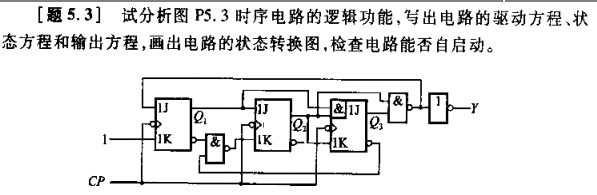 [题5.3] 试分析图 P5.3 时序电路的逻辑功能,写出电路的驱动方程、状
态方程和输出方程,画出电路的状态转换图,检查电路能否自启动。
& 1 Y
1J Q₁ 1J Q₂ & 1J Q₃
1 1K & 1K 1K
CP